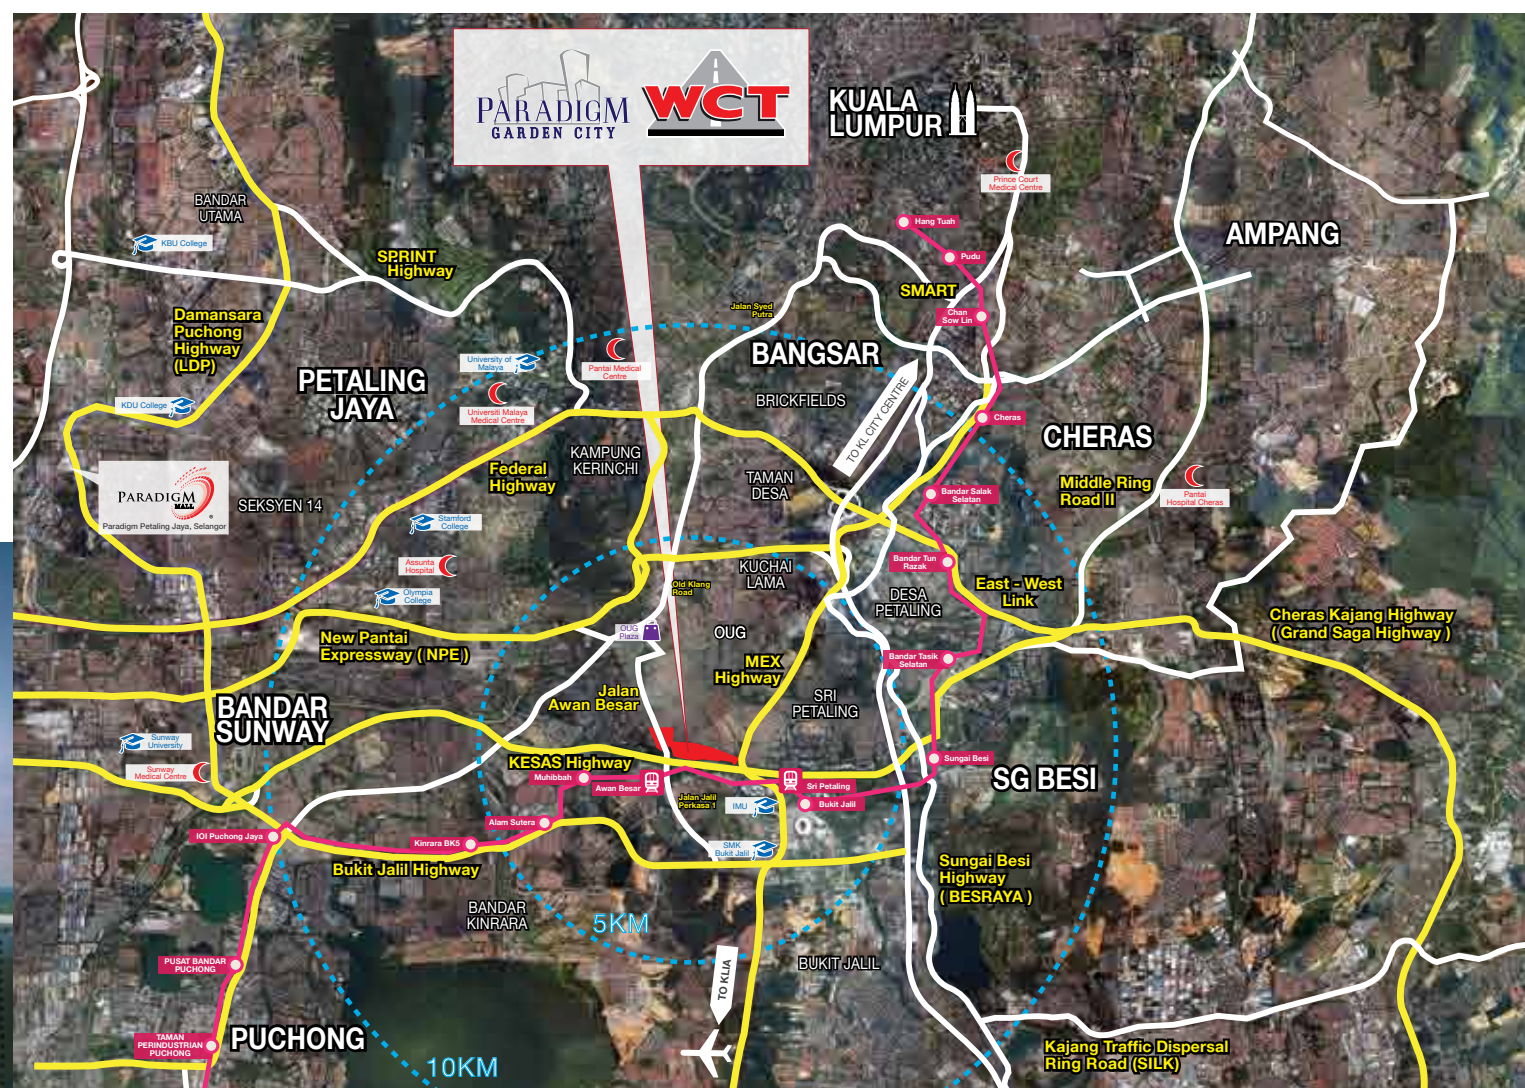 PARADIGM
GARDEN CITY
WCT
KUALA
LUMPUR
Prince Court
Medical Centre
BANDAR
UTAMA
KBU College
SPRINT
Highway
Hang Tuah
Pudu
AMPANG
SMART
Chan
Sow Lin
Jalan Syed
Putra
Damansara
Puchong
Highway
(LDP)
University of
Malaya
Pantai Medical
Centre
BANGSAR
PETALING
JAYA
Universiti Malaya
Medical Centre
KDU College
BRICKFIELDS
TO KL CITY CENTRE
Cheras
CHERAS
KAMPUNG
KERINCHI
Federal
Highway
TAMAN
DESA
Bandar Salak
Selatan
Middle Ring
Road II
Pantai
Hospital Cheras
PARADIGM
MALL
Paradigm Petaling Jaya, Selangor
SEKSYEN 14
Stamford
College
Assunta
Hospital
Olympia
College
KUCHAI
LAMA
Old Klang
Road
Bandar Tun
Razak
DESA
PETALING
East - West
Link
Cheras Kajang Highway
( Grand Saga Highway )
New Pantai
Expressway ( NPE )
OUG
Plaza
OUG
MEX
Highway
Bandar Tasik
Selatan
Jalan
Awan Besar
SRI
PETALING
BANDAR
SUNWAY
Sunway
University
Sunway
Medical Centre
KESAS Highway
Muhibbah
Awan Besar
Sungai Besi
SG BESI
Sri Petaling
Jalan Jalil
Perkasa 1
IMU
Bukit Jalil
Alam Sutera
IOI Puchong Jaya
Kinrara BK5
SMK
Bukit Jalil
Bukit Jalil Highway
Sungai Besi
Highway
( BESRAYA )
BANDAR
KINRARA
5KM
PUSAT BANDAR
PUCHONG
BUKIT JALIL
TO KLIA
TAMAN
PERINDUSTRIAN
PUCHONG
PUCHONG
10KM
Kajang Traffic Dispersal
Ring Road (SILK)